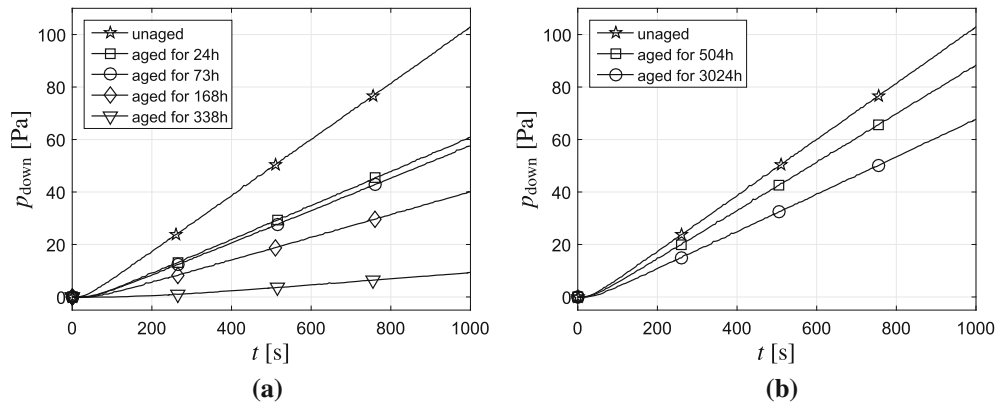 unaged
aged for 24h
aged for 73h
aged for 168h
aged for 338h
100
80
60
40
20
0
p_down [Pa]
0 200 400 600 800 1000
t [s]
(a)
unaged
aged for 504h
aged for 3024h
100
80
60
40
20
0
p_down [Pa]
0 200 400 600 800 1000
t [s]
(b)